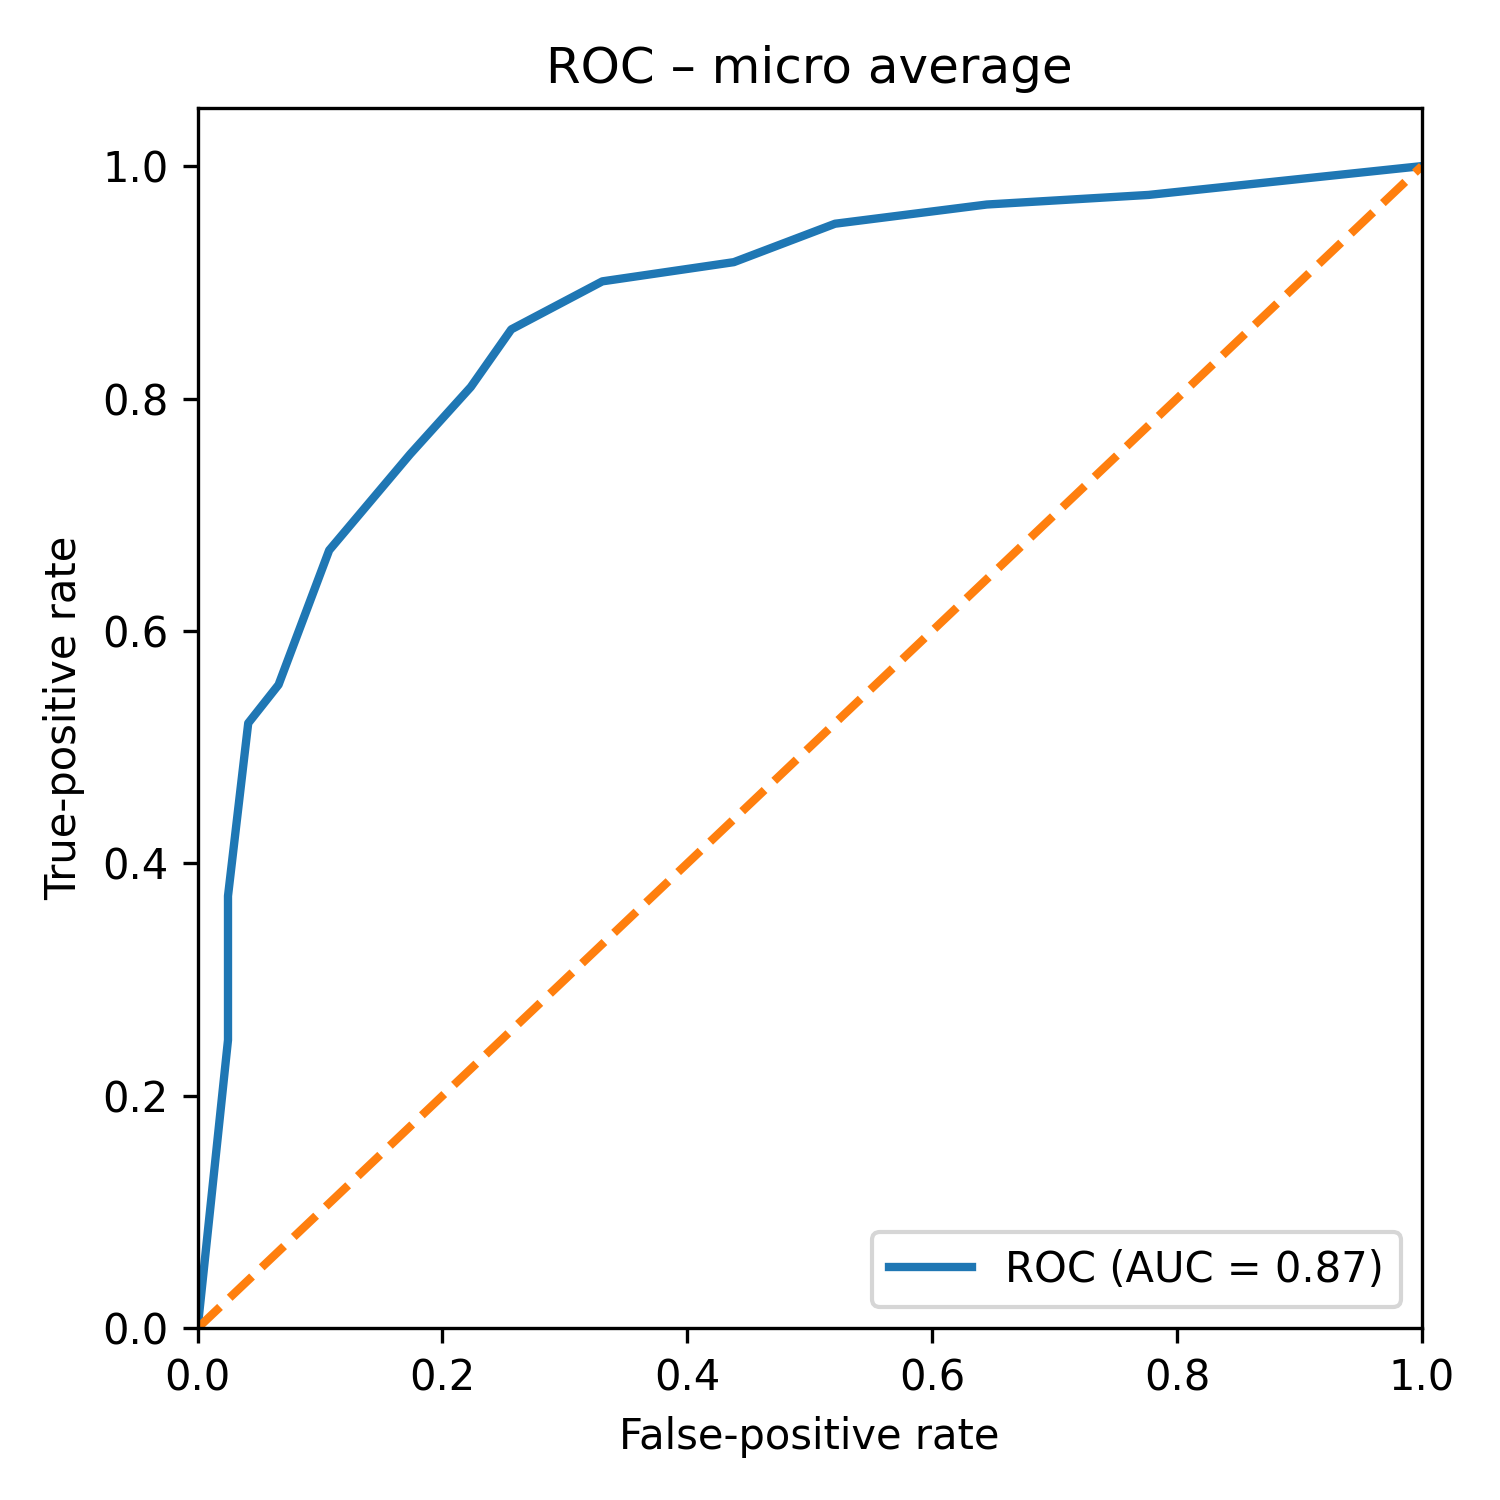 ROC – micro average
1.0
0.8
0.6
0.4
0.2
0.0
True-positive rate
ROC (AUC = 0.87)
0.0 0.2 0.4 0.6 0.8 1.0
False-positive rate